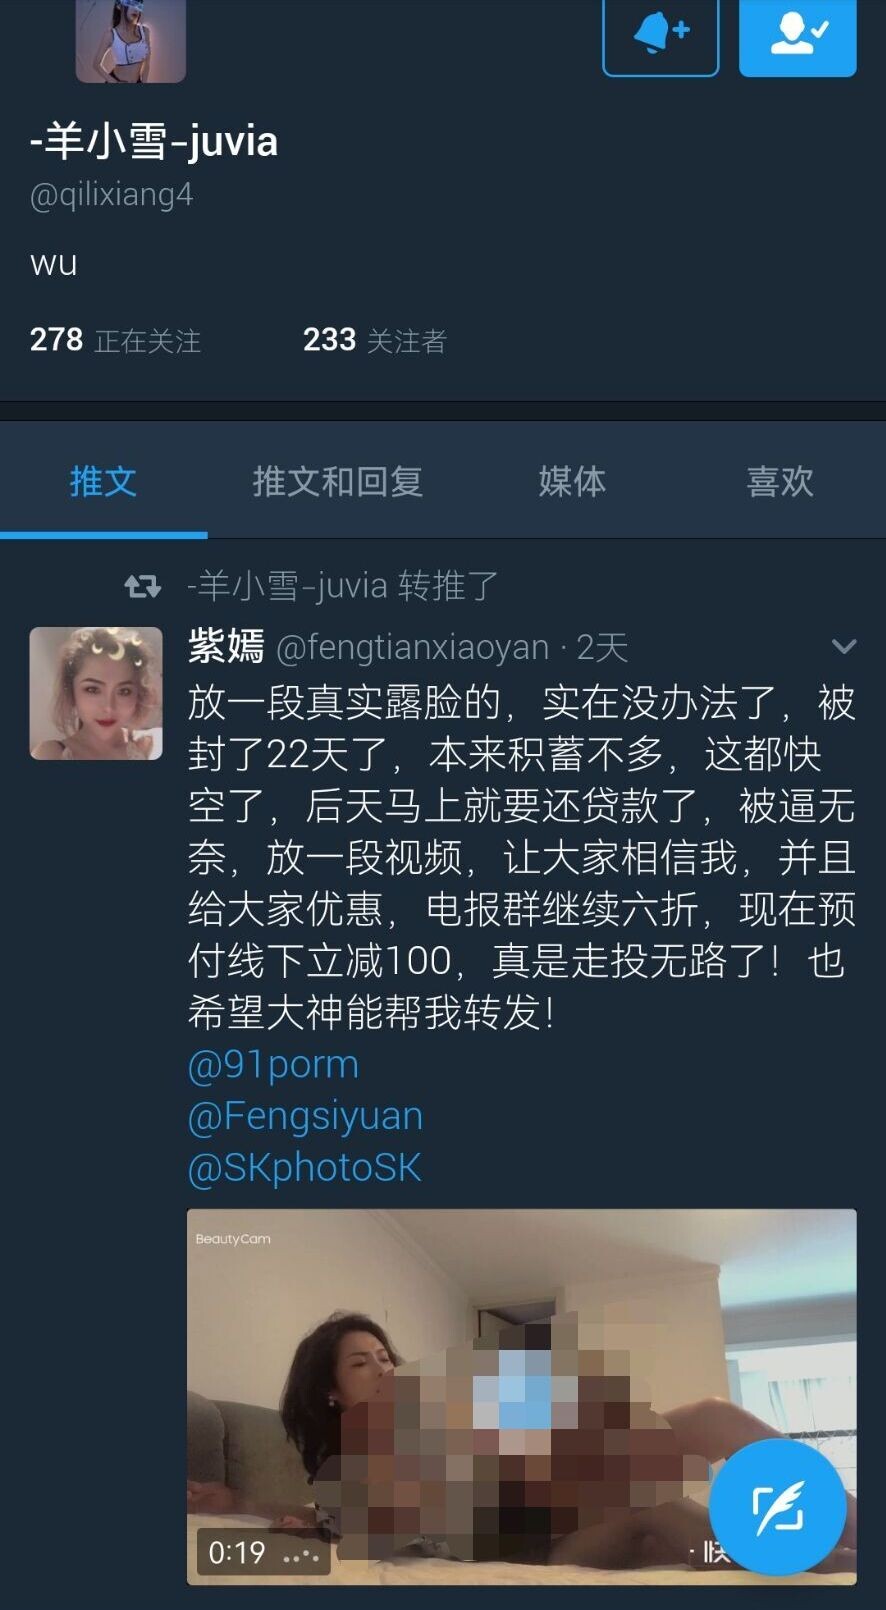 -羊小雪-juvia
@qilixiang4
wu
278 正在关注 233 关注者
推文 推文和回复 媒体 喜欢
-羊小雪-juvia 转推了
紫嫣 @fengtianxiaoyan · 2天
放一段真实露脸的，实在没办法了，被
封了22天了，本来积蓄不多，这都快
空了，后天马上就要还贷款了，被逼无
奈，放一段视频，让大家相信我，并且
给大家优惠，电报群继续六折，现在预
付线下立减100，真是走投无路了！也
希望大神能帮我转发！
@91porm
@Fengsiyuan
@SKphotoSK
BeautyCam
0:19